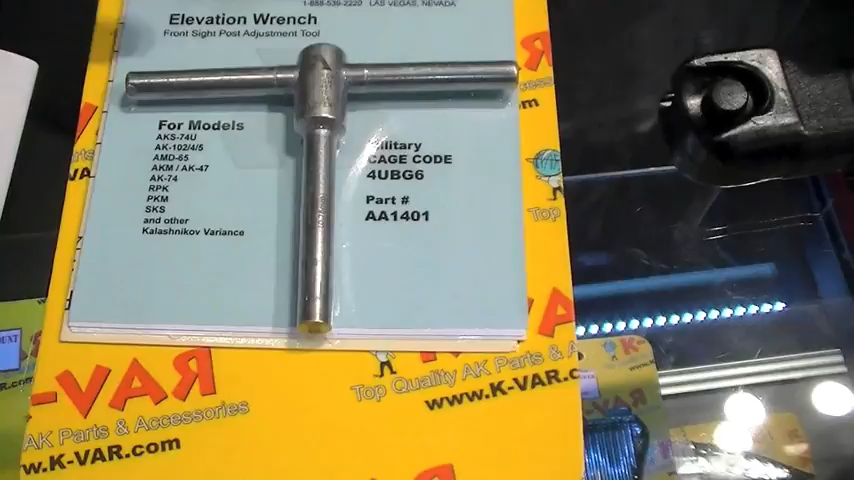 1-888-539-2220 LAS VEGAS, NEVADA
Elevation Wrench
Front Sight Post Adjustment Tool
For Models
AKS-74U
AK-102/4/5
AMD-65
AKM / AK-47
AK-74
RPK
PKM
SKS
and other
Kalashnikov Variance
Military
CAGE CODE
4UBG6
Part #
AA1401
Top
K-VAR
AK Parts & Accessories
www.K-VAR.com
Top Quality AK Parts & A
www.K-VAR.c